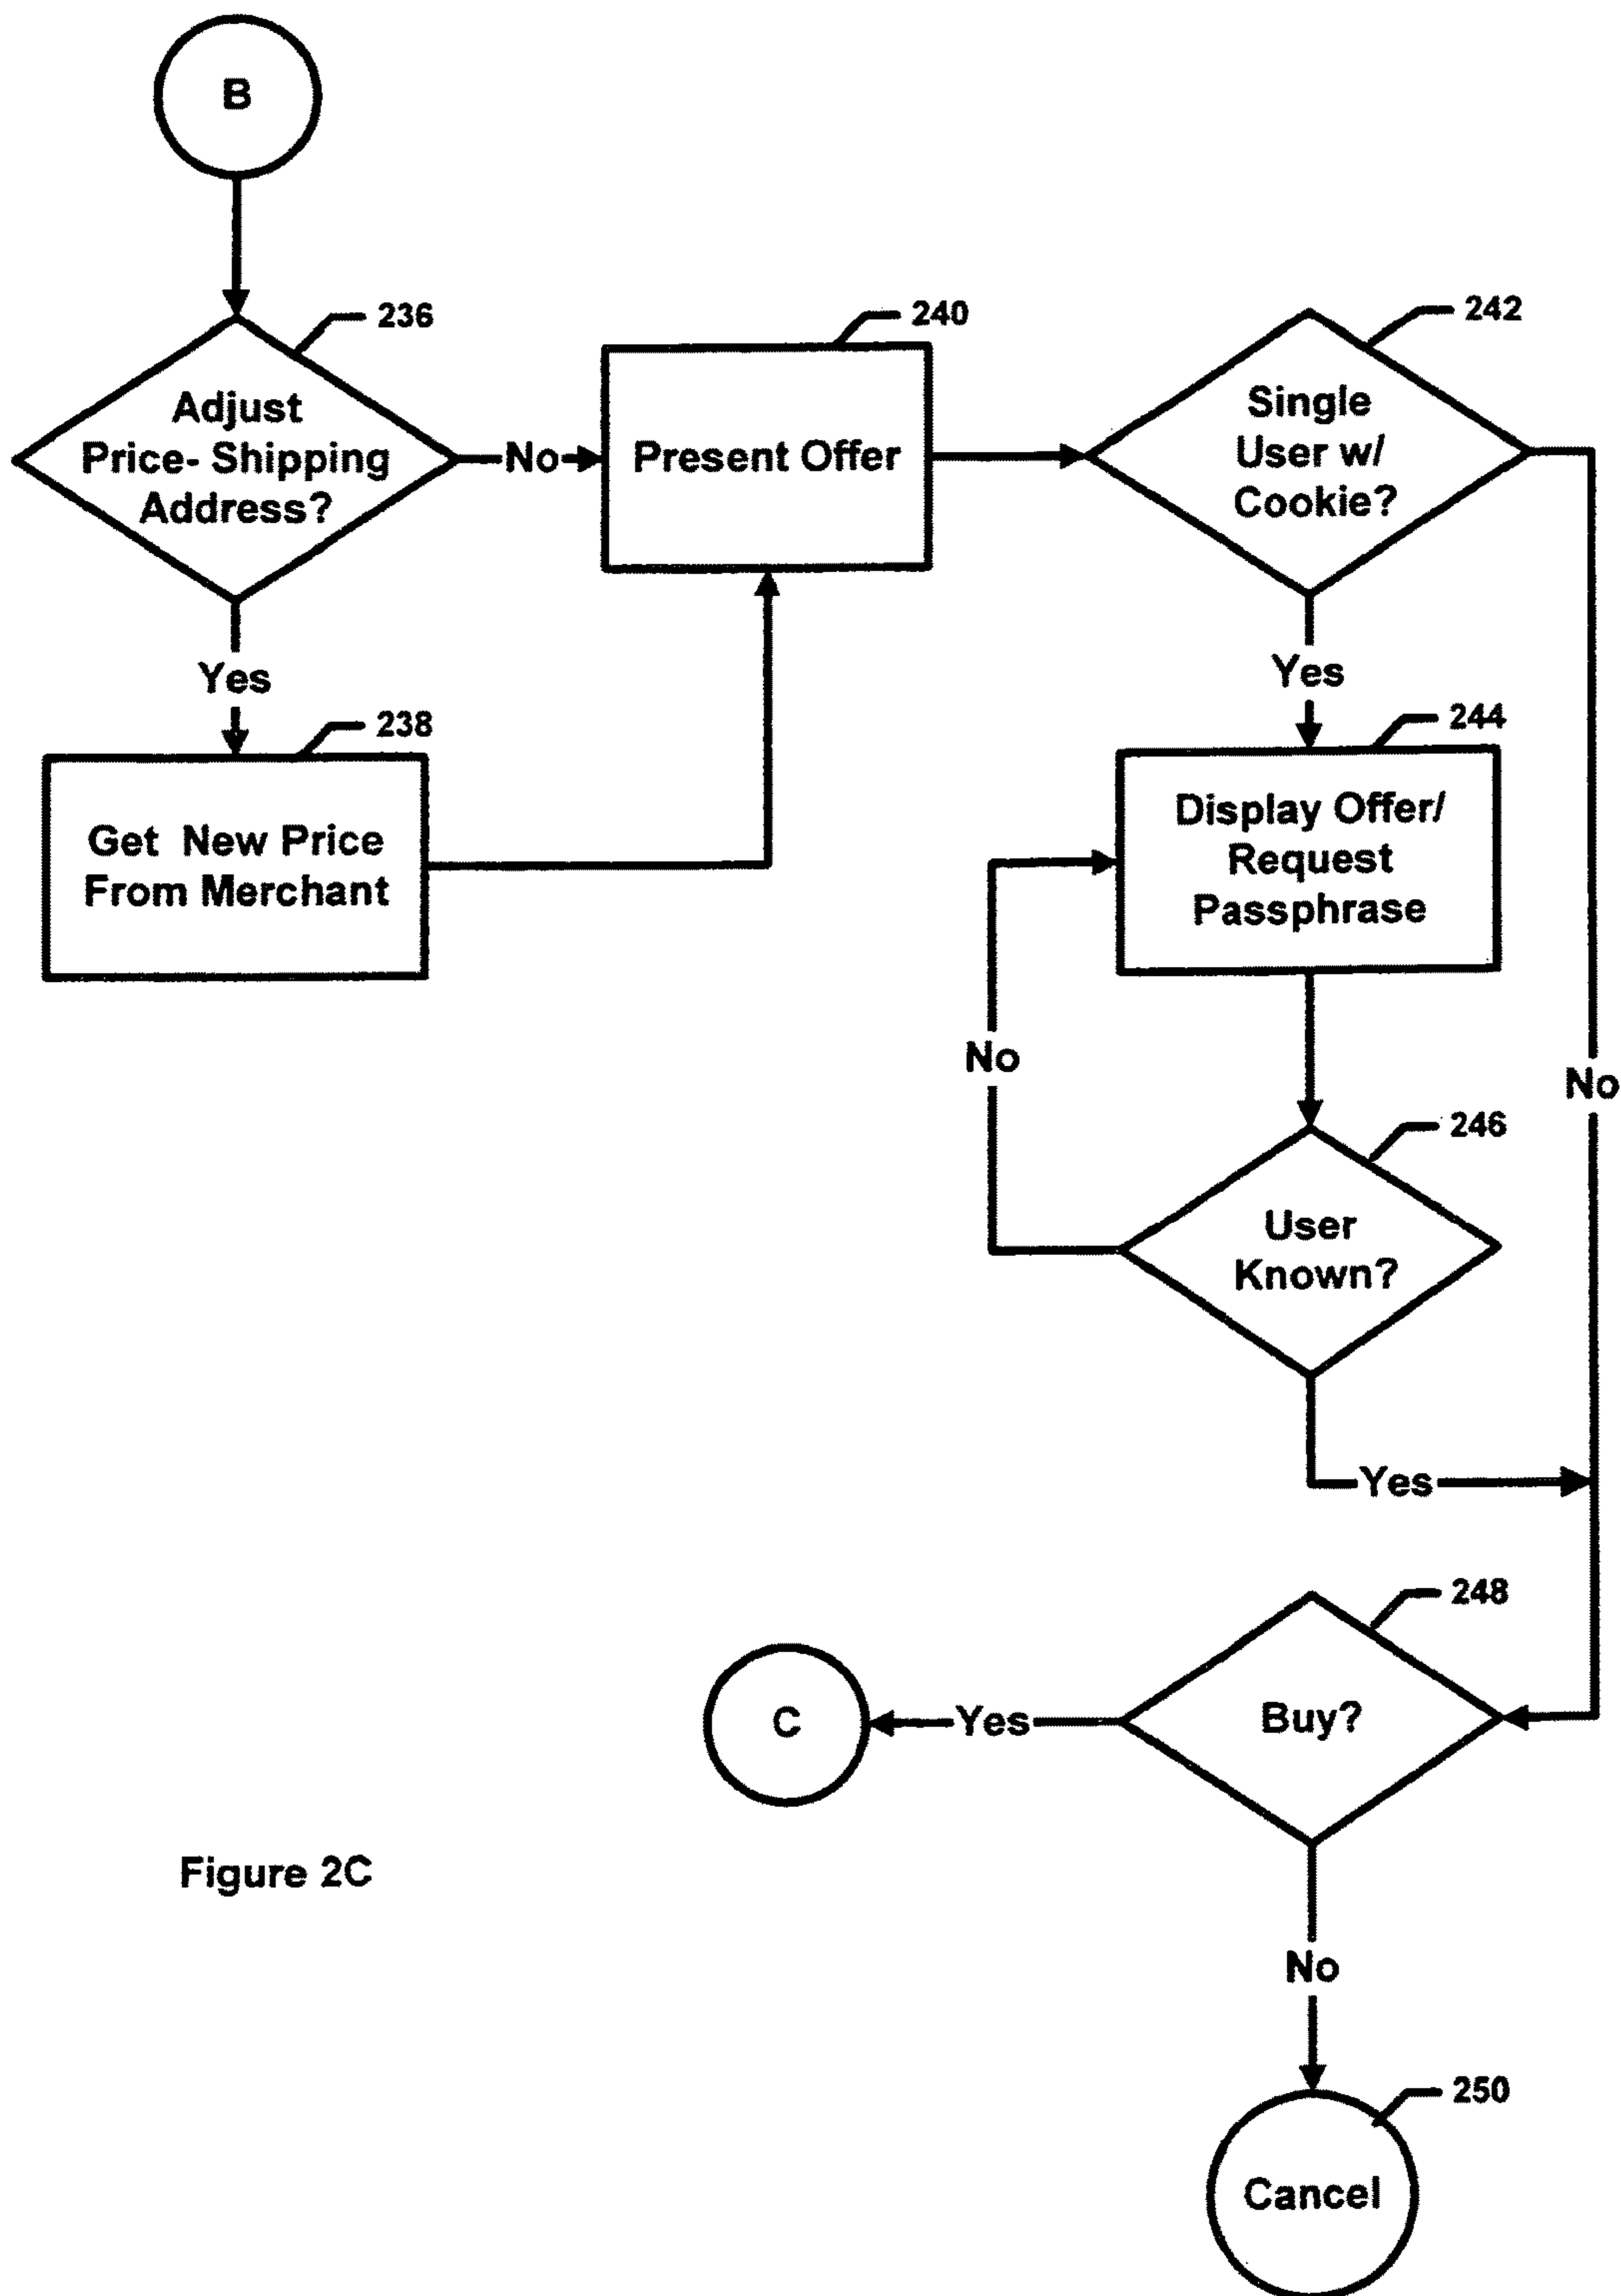 B
236
Adjust
Price- Shipping
Address?
No
240
Present Offer
242
Single
User w/
Cookie?
Yes
238
Get New Price
From Merchant
Yes
244
Display Offer/
Request
Passphrase
No
No
246
User
Known?
Yes
248
Buy?
Yes
C
Figure 2C
No
250
Cancel